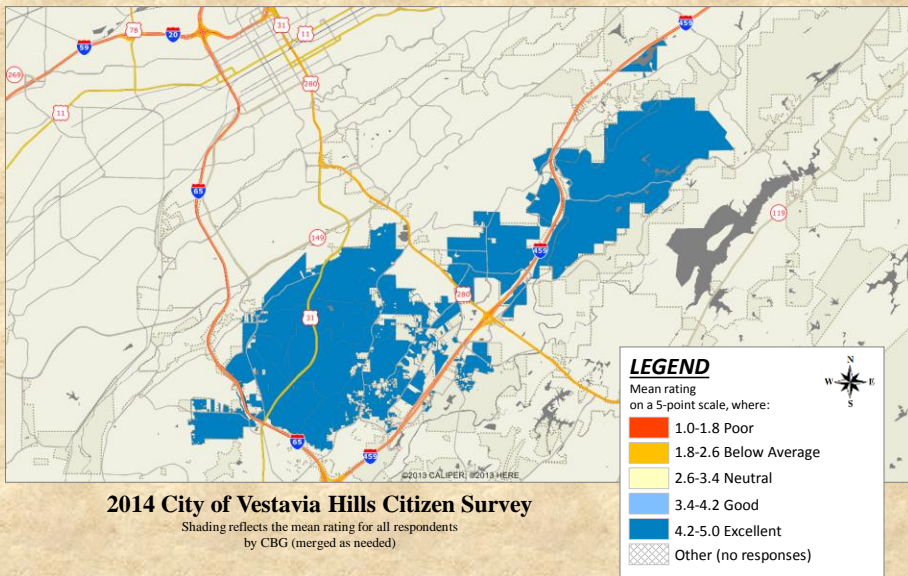 31
78
11
459
59
20
269
280
11
65
119
149
459
280
31
65
459
©2013 CALIPER; ©2013 HERE
LEGEND
N
W E
S
Mean rating
on a 5-point scale, where:
1.0-1.8 Poor
1.8-2.6 Below Average
2.6-3.4 Neutral
3.4-4.2 Good
4.2-5.0 Excellent
Other (no responses)
2014 City of Vestavia Hills Citizen Survey
Shading reflects the mean rating for all respondents
by CBG (merged as needed)